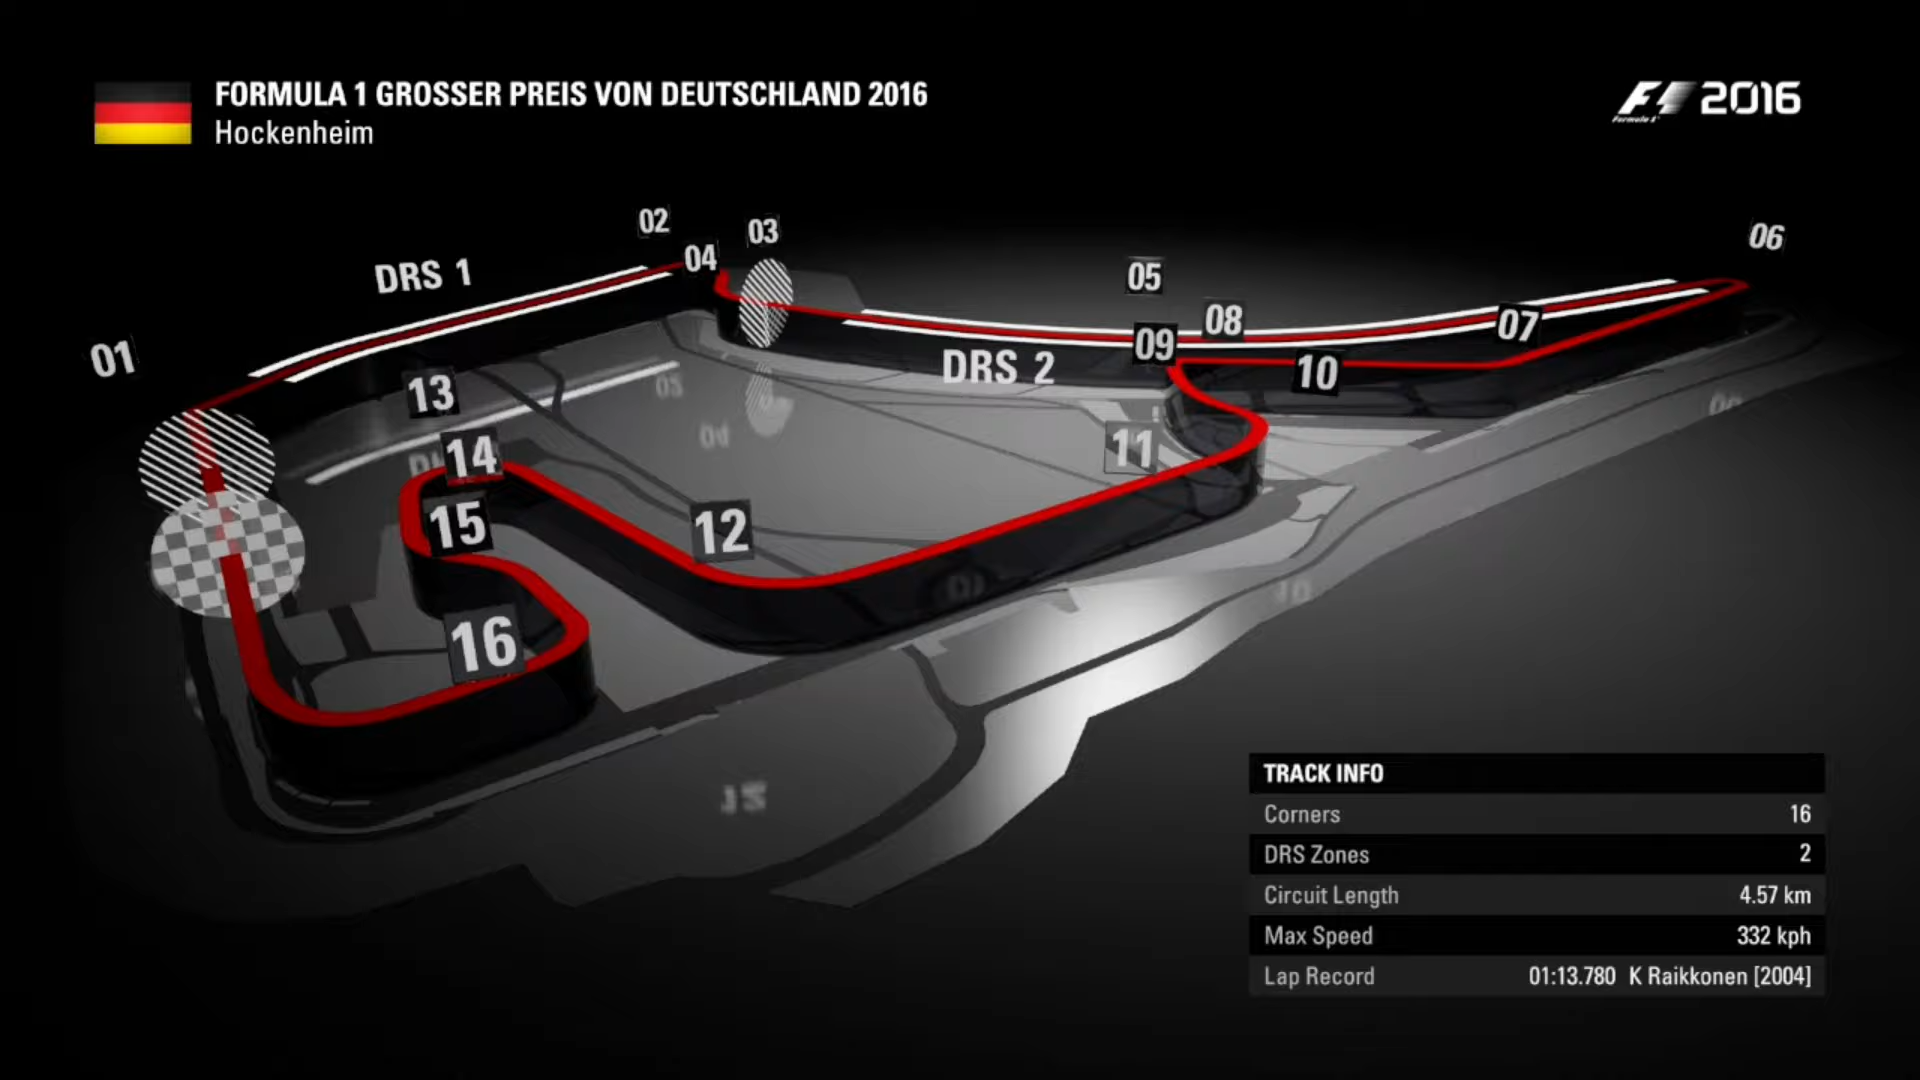 FORMULA 1 GROSSER PREIS VON DEUTSCHLAND 2016
Hockenheim
F1 2016
Formula 1
02
03
04
06
DRS 1
05
01
08
07
09
DRS 2
10
13
11
14
15
12
16
TRACK INFO
Corners 16
DRS Zones 2
Circuit Length 4.57 km
Max Speed 332 kph
Lap Record 01:13.780 K Raikkonen [2004]